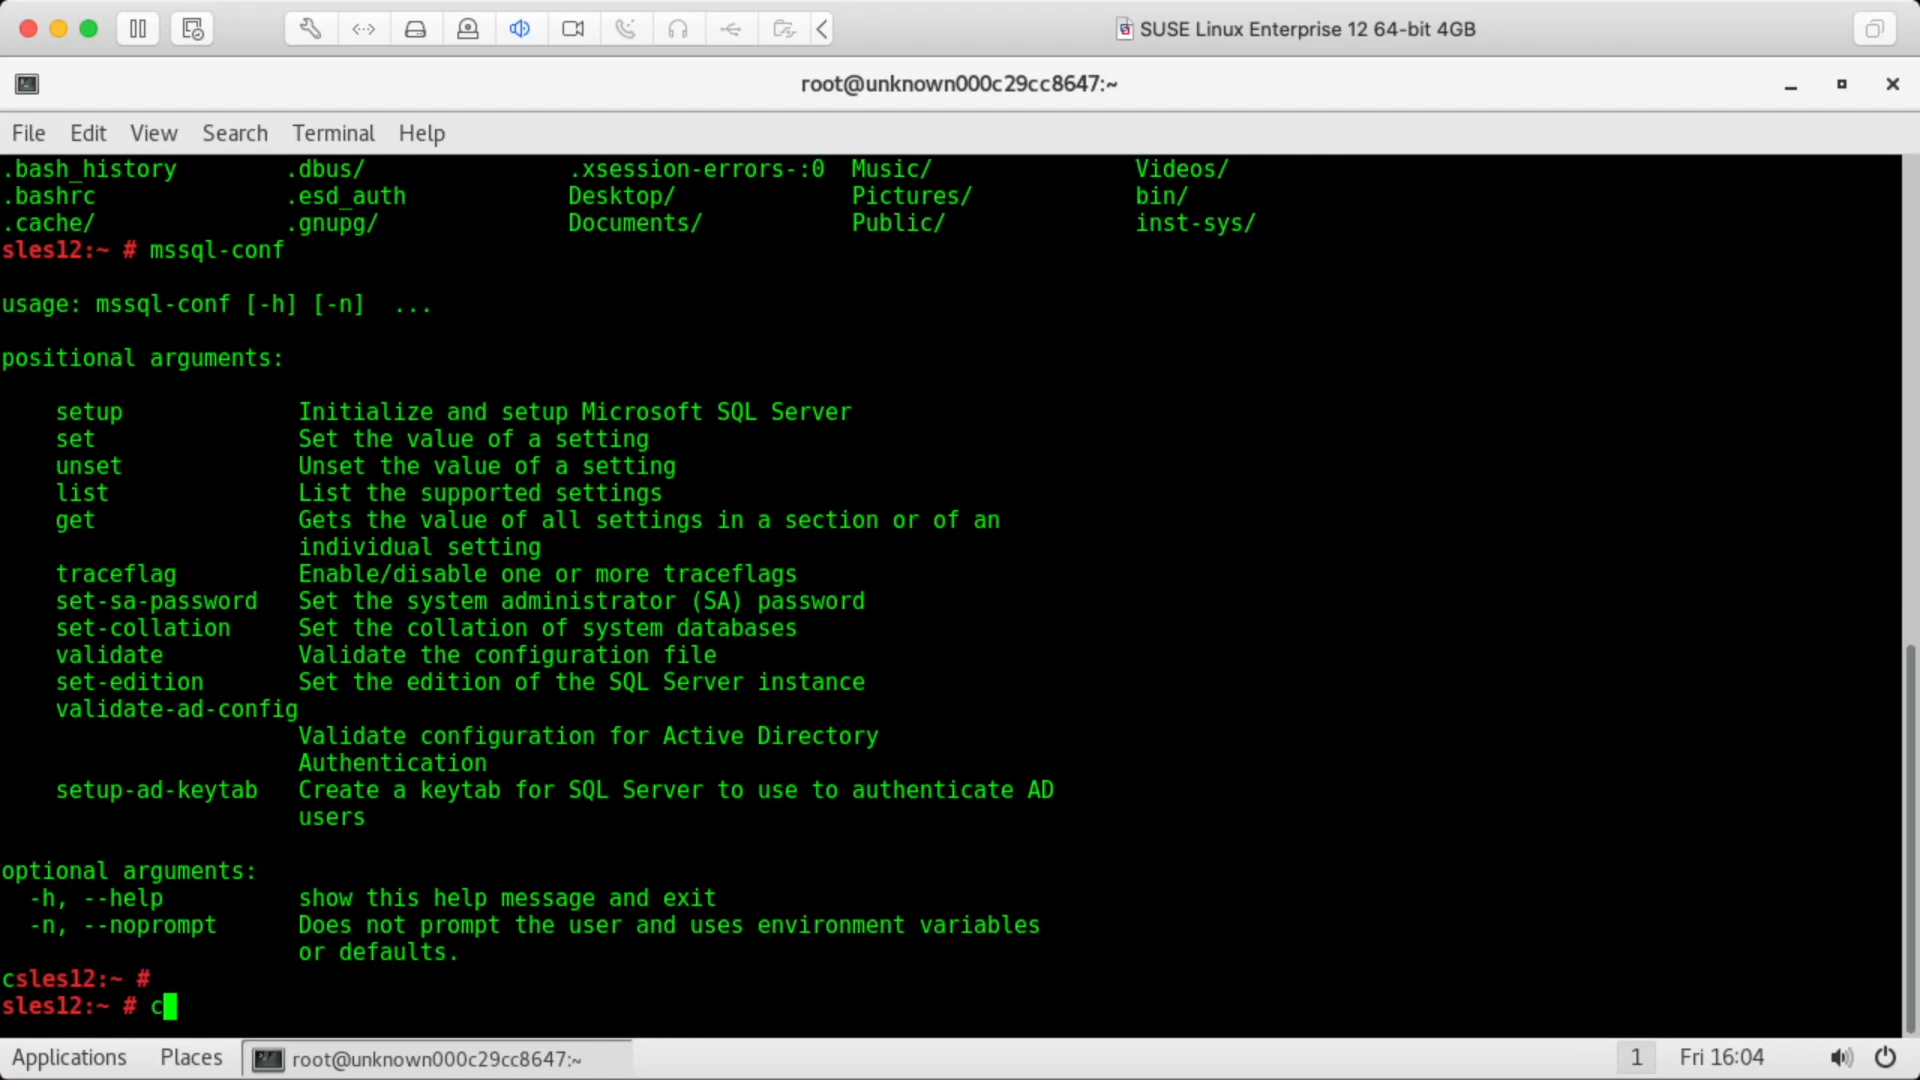 SUSE Linux Enterprise 12 64-bit 4GB
root@unknown000c29cc8647:~
File Edit View Search Terminal Help
.bash_history .dbus/ .xsession-errors-:0 Music/ Videos/
.bashrc .esd_auth Desktop/ Pictures/ bin/
.cache/ .gnupg/ Documents/ Public/ inst-sys/
sles12:~ # mssql-conf
usage: mssql-conf [-h] [-n]  ...
positional arguments:
setup Initialize and setup Microsoft SQL Server
set Set the value of a setting
unset Unset the value of a setting
list List the supported settings
get Gets the value of all settings in a section or of an
individual setting
traceflag Enable/disable one or more traceflags
set-sa-password Set the system administrator (SA) password
set-collation Set the collation of system databases
validate Validate the configuration file
set-edition Set the edition of the SQL Server instance
validate-ad-config
Validate configuration for Active Directory
Authentication
setup-ad-keytab Create a keytab for SQL Server to use to authenticate AD
users
optional arguments:
-h, --help show this help message and exit
-n, --noprompt Does not prompt the user and uses environment variables
or defaults.
csles12:~ #
sles12:~ # c
Applications Places root@unknown000c29cc8647:~ 1 Fri 16:04